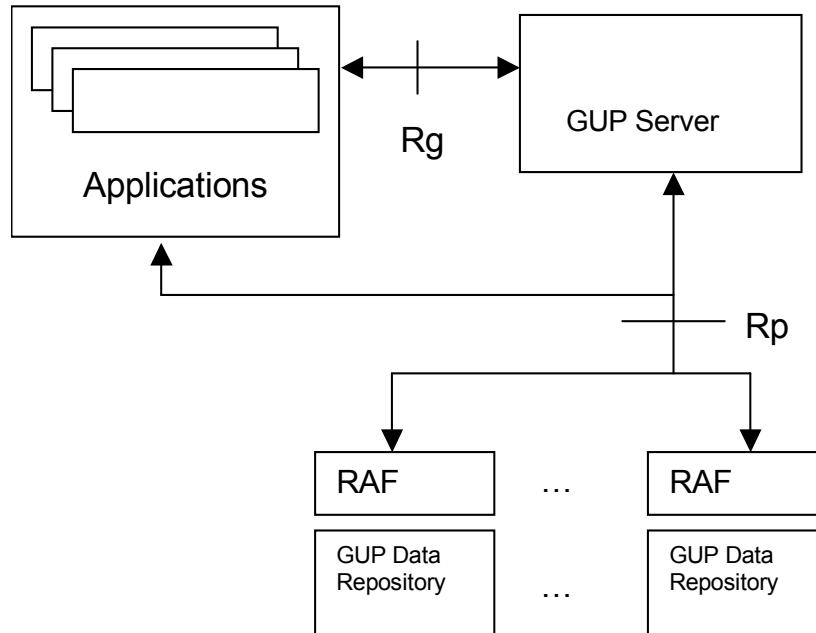 GUP Server
Rg
Applications
Rp
RAF
...
RAF
GUP Data
Repository
...
GUP Data
Repository